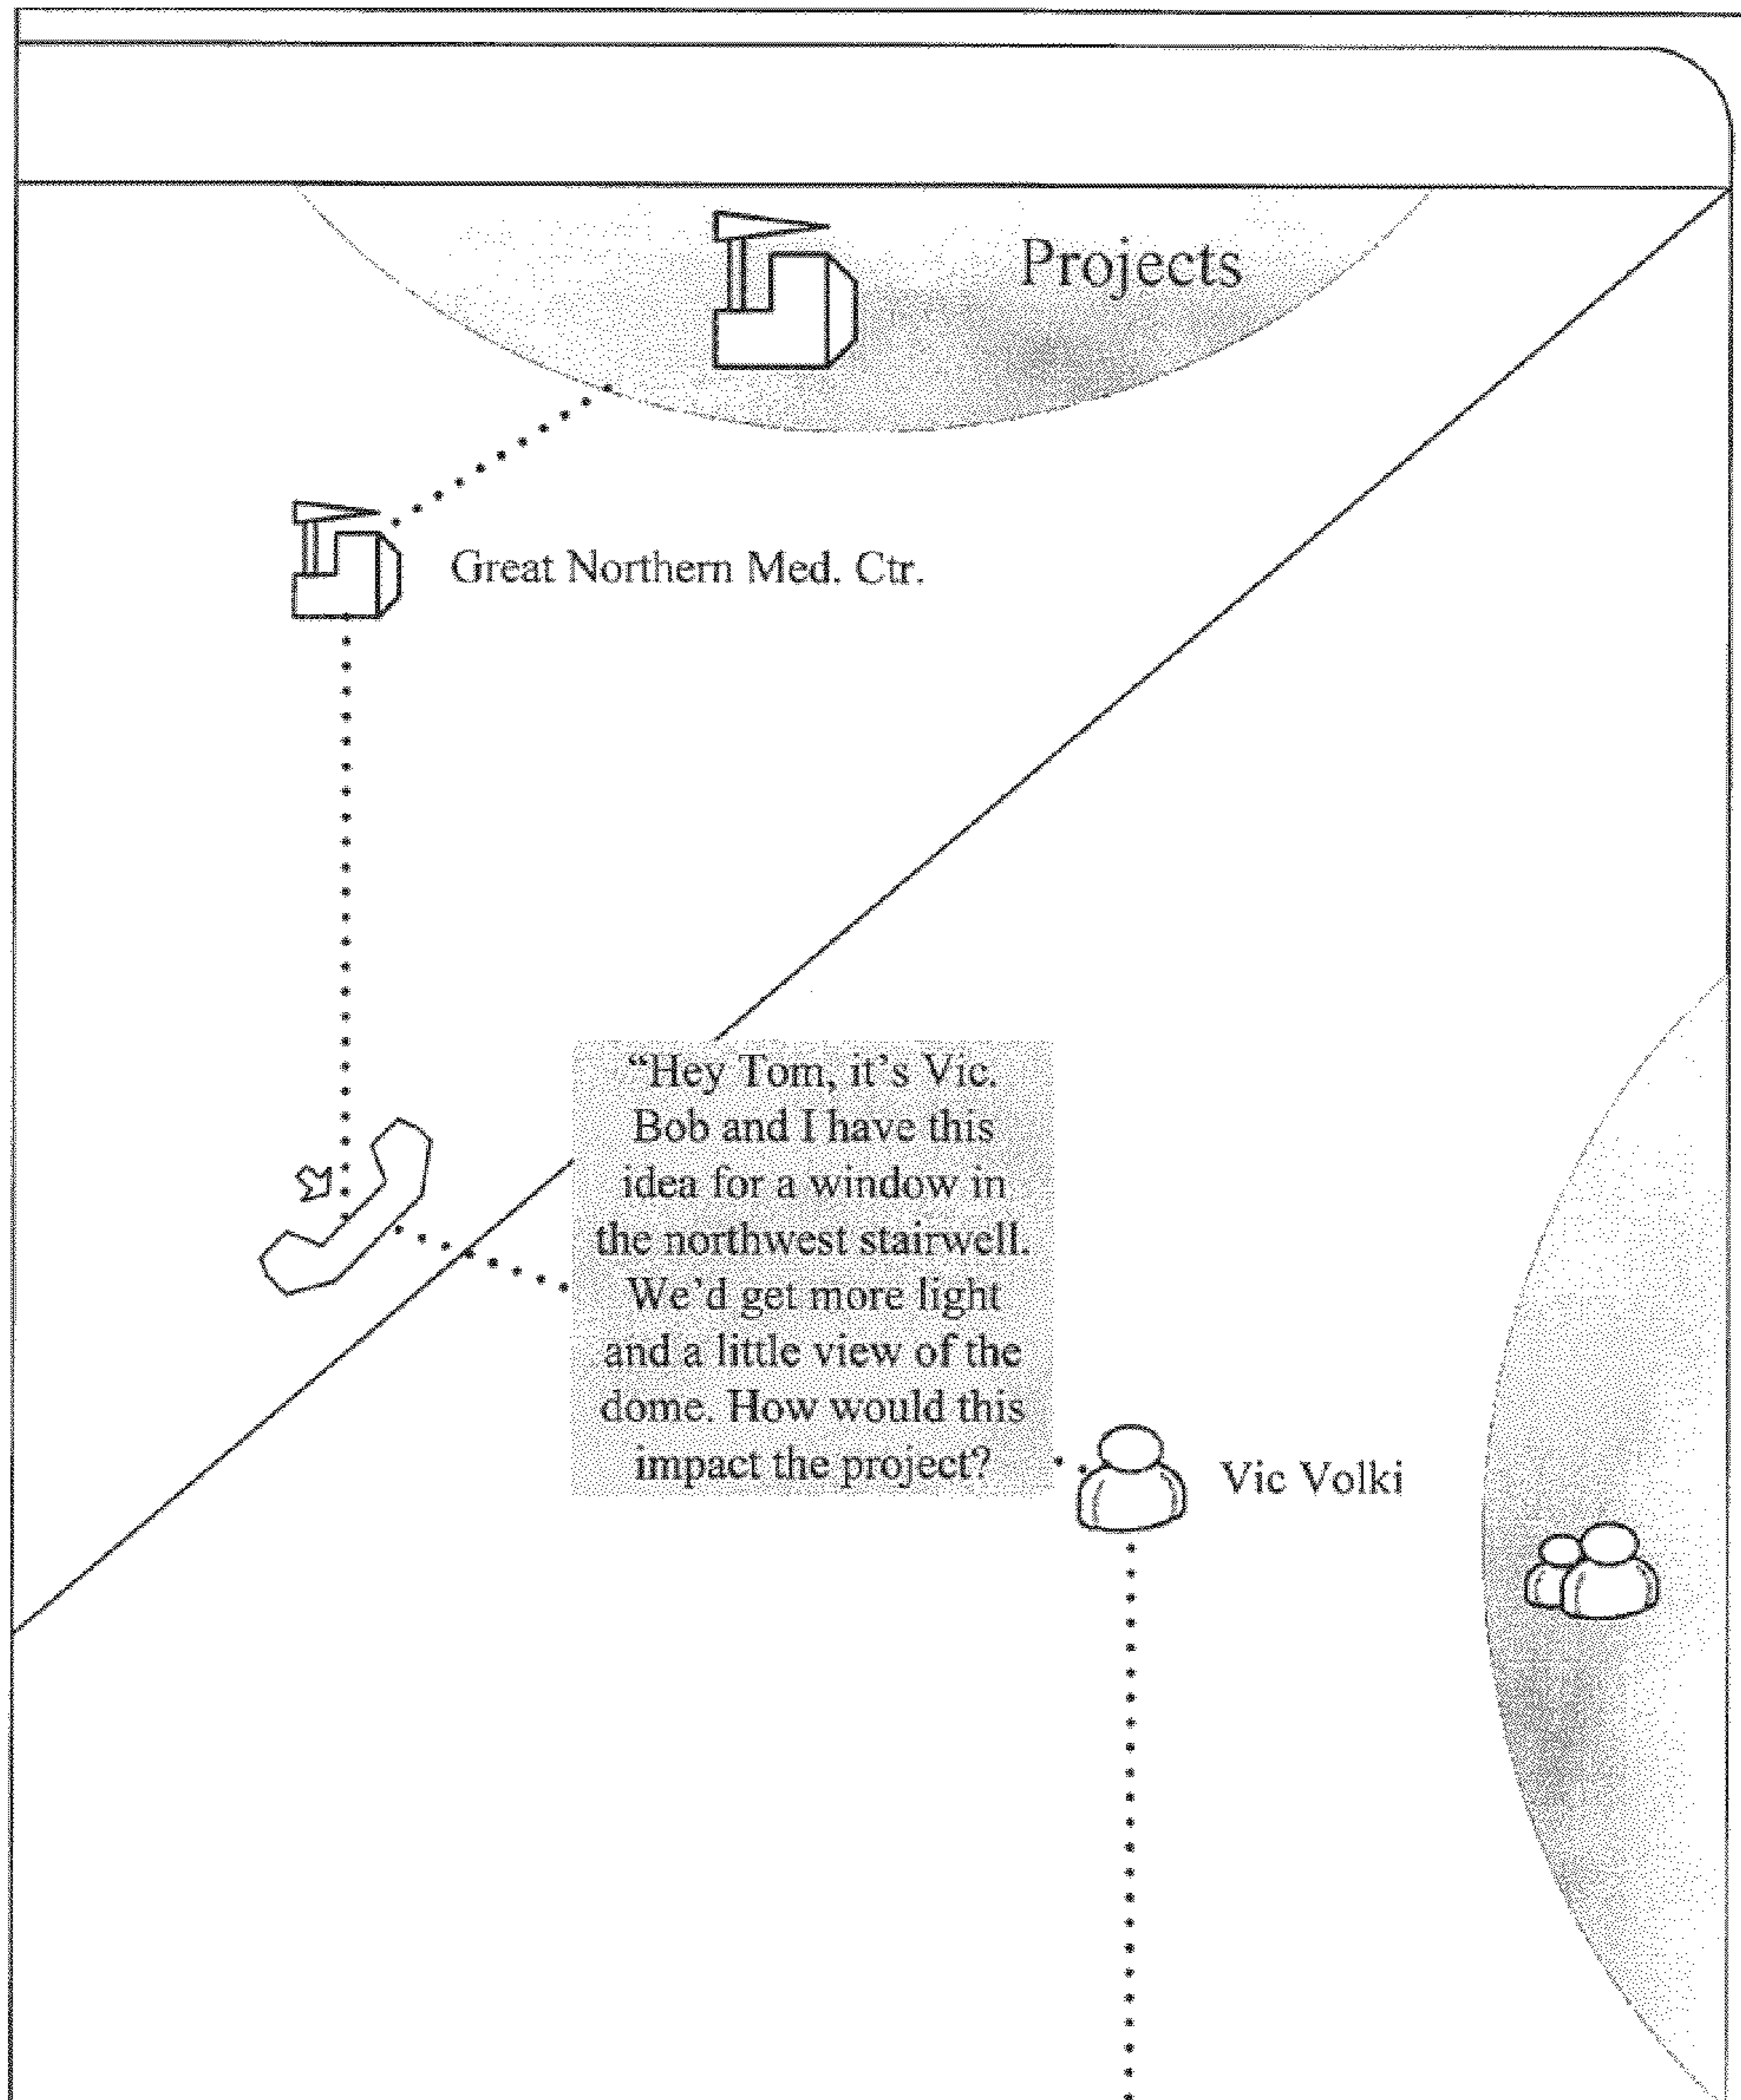 Projects
Great Northern Med. Ctr.
“Hey Tom, it’s Vic.
Bob and I have this
idea for a window in
the northwest stairwell.
We’d get more light
and a little view of the
dome. How would this
impact the project?
Vic Volki